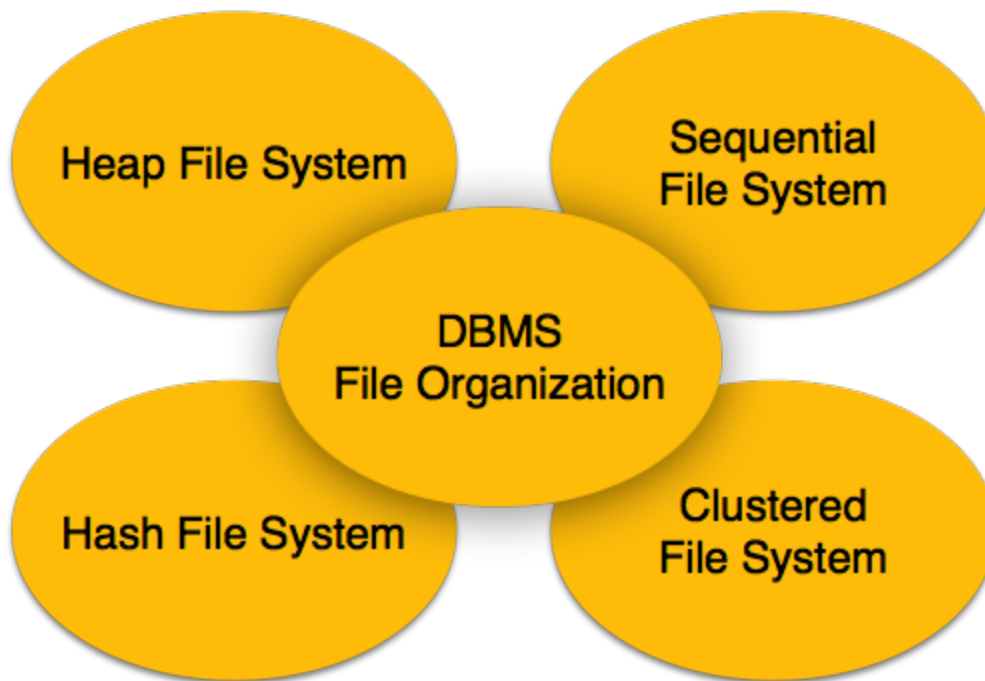 Heap File System
Sequential
File System
DBMS
File Organization
Hash File System
Clustered
File System